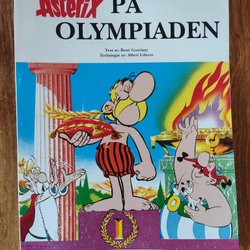 Asterix PÅ
OLYMPIADEN
Text av: René Goscinny
Teckningar av: Albert Uderzo
1